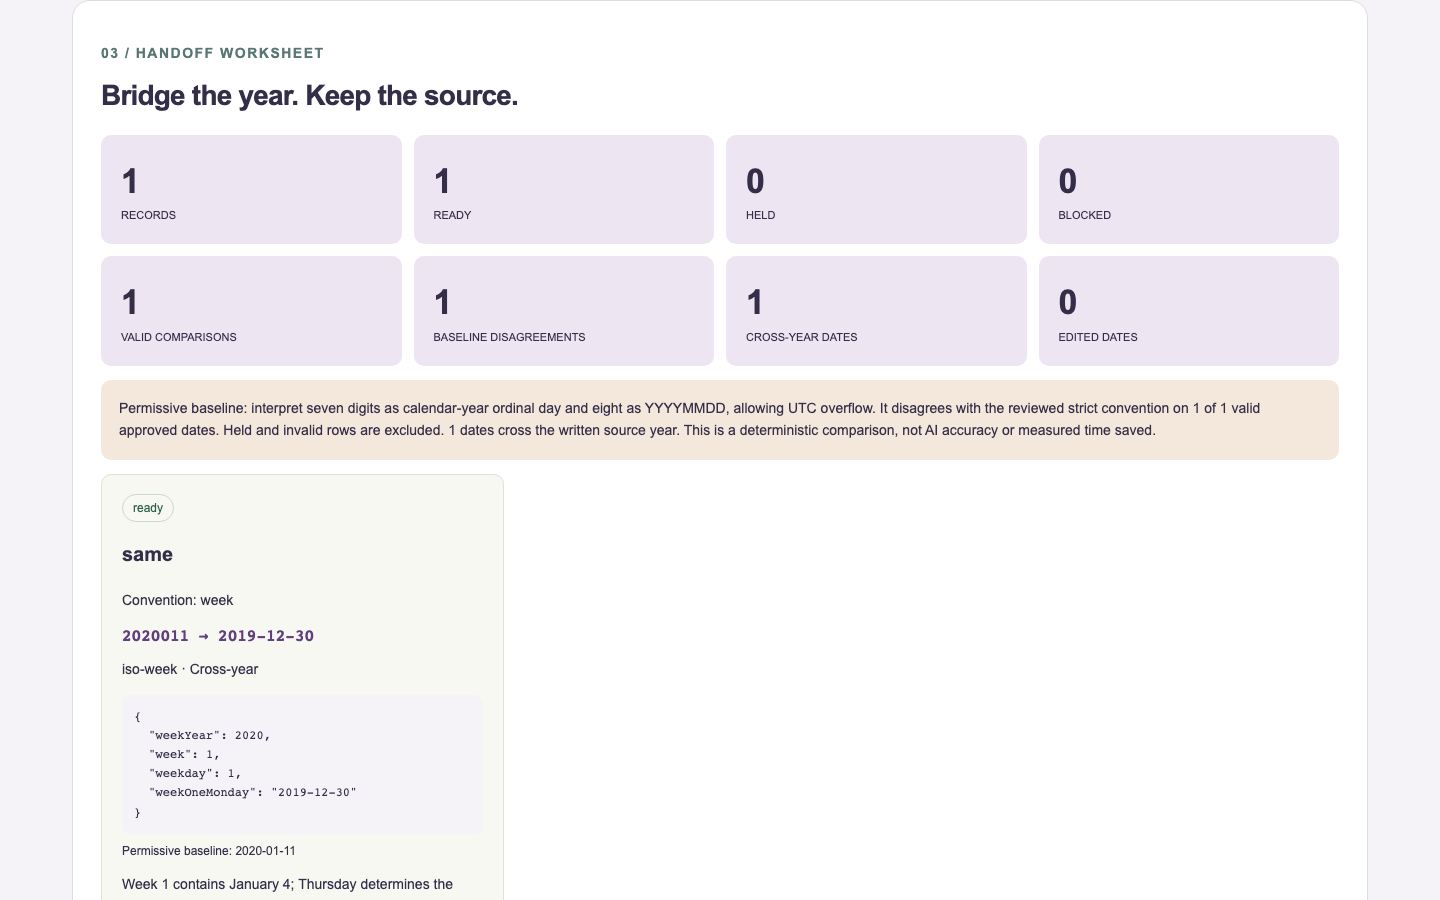 03 / HANDOFF WORKSHEET
Bridge the year. Keep the source.
1
RECORDS
1
READY
0
HELD
0
BLOCKED
1
VALID COMPARISONS
1
BASELINE DISAGREEMENTS
1
CROSS-YEAR DATES
0
EDITED DATES
Permissive baseline: interpret seven digits as calendar-year ordinal day and eight as YYYYMMDD, allowing UTC overflow. It disagrees with the reviewed strict convention on 1 of 1 valid
approved dates. Held and invalid rows are excluded. 1 dates cross the written source year. This is a deterministic comparison, not AI accuracy or measured time saved.
ready
same
Convention: week
2020011 → 2019-12-30
iso-week · Cross-year
{
"weekYear": 2020,
"week": 1,
"weekday": 1,
"weekOneMonday": "2019-12-30"
}
Permissive baseline: 2020-01-11
Week 1 contains January 4; Thursday determines the